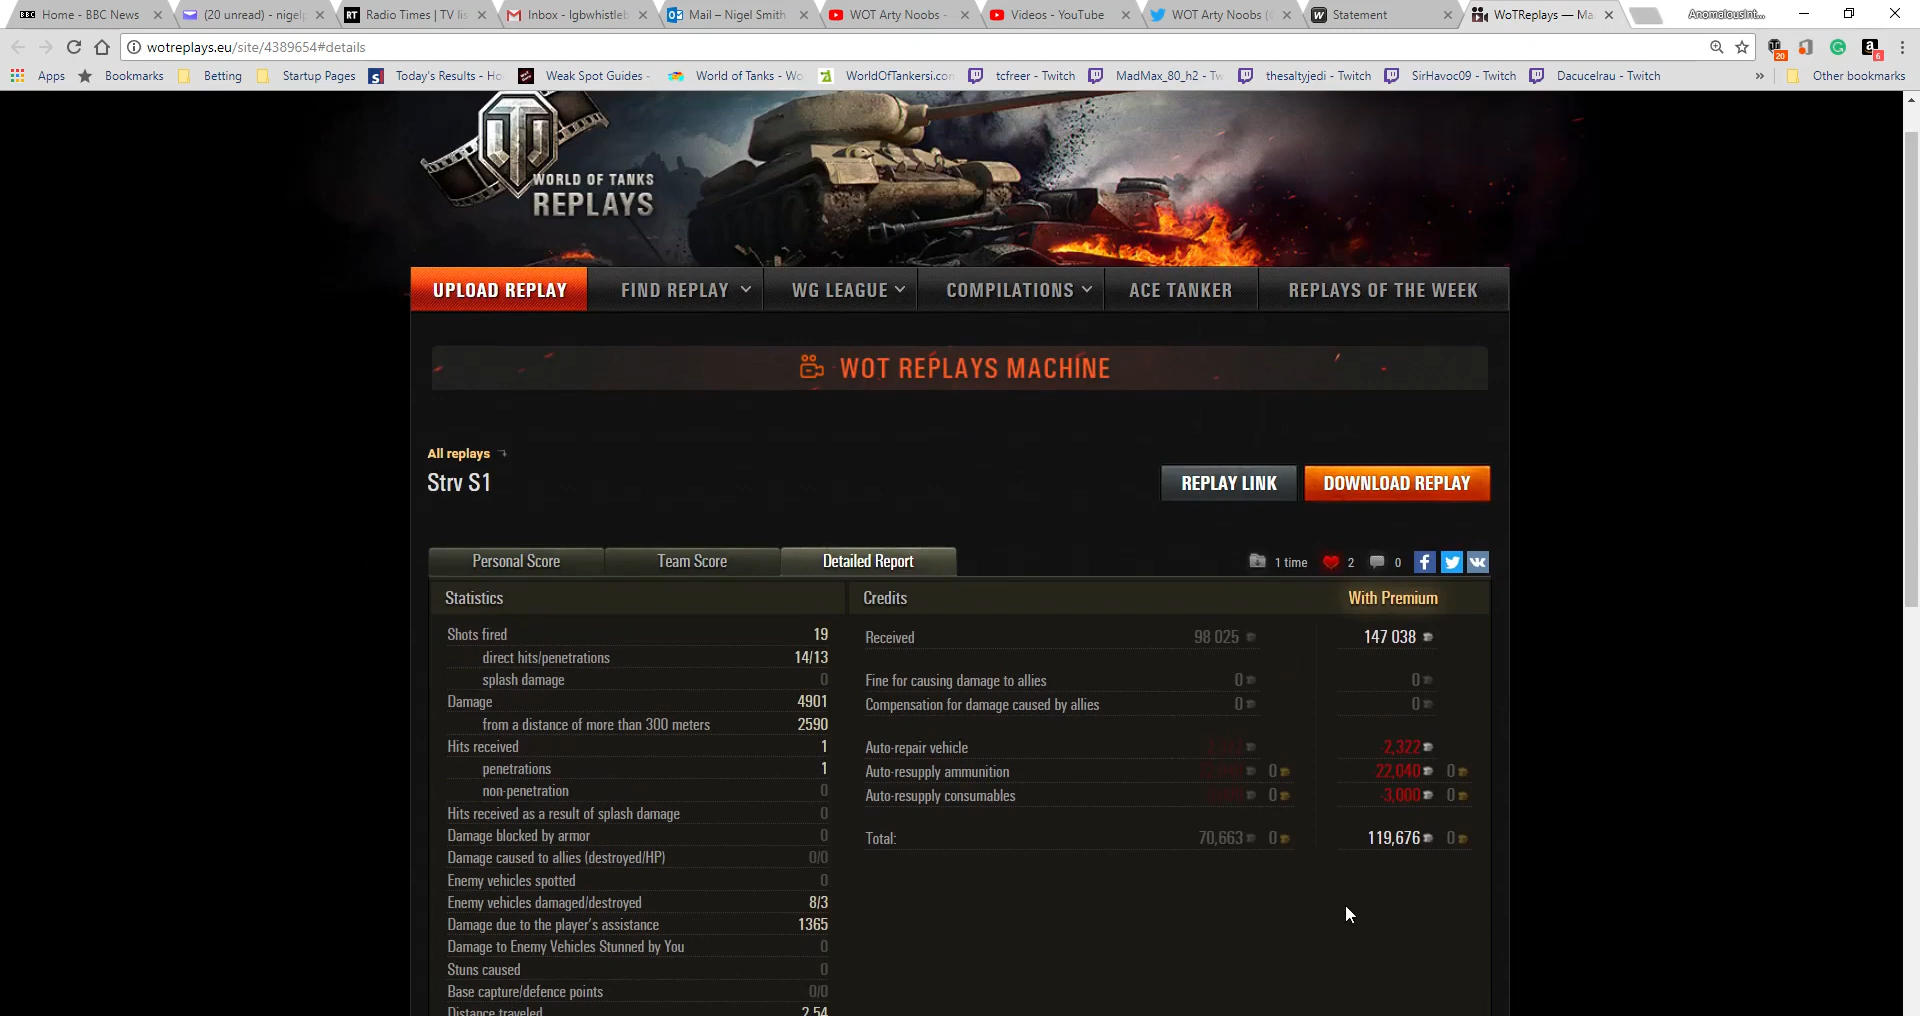 Home - BBC News
(20 unread) - nigelp
Radio Times | TV lis
Inbox - lgbwhistleb
Mail – Nigel Smith
WOT Arty Noobs -
Videos - YouTube
WOT Arty Noobs (@
Statement
WoTReplays — Ma
AnomalousInt...
wotreplays.eu/site/4389654#details
20
6
Apps
Bookmarks
Betting
Startup Pages
Today's Results - Ho
Weak Spot Guides -
World of Tanks - Wo
WorldOfTankersi.com
tcfreer - Twitch
MadMax_80_h2 - Tw
thesaltyjedi - Twitch
SirHavoc09 - Twitch
Dacucelrau - Twitch
»
Other bookmarks
WORLD OF TANKS
REPLAYS
UPLOAD REPLAY
FIND REPLAY
WG LEAGUE
COMPILATIONS
ACE TANKER
REPLAYS OF THE WEEK
WOT REPLAYS MACHINE
All replays
Strv S1
REPLAY LINK
DOWNLOAD REPLAY
Personal Score
Team Score
Detailed Report
1 time
2
0
Statistics
Credits
With Premium
Shots fired 19
direct hits/penetrations 14/13
splash damage 0
Damage 4901
from a distance of more than 300 meters 2590
Hits received 1
penetrations 1
non-penetration 0
Hits received as a result of splash damage 0
Damage blocked by armor 0
Damage caused to allies (destroyed/HP) 0/0
Enemy vehicles spotted 0
Enemy vehicles damaged/destroyed 8/3
Damage due to the player's assistance 1365
Damage to Enemy Vehicles Stunned by You 0
Stuns caused 0
Base capture/defence points 0/0
Distance traveled 2.54
Received 98 025 147 038
Fine for causing damage to allies 0 0
Compensation for damage caused by allies 0 0
Auto-repair vehicle -2,322
Auto-resupply ammunition 0 22,040 0
Auto-resupply consumables 0 -3,000 0
Total: 70,663 0 119,676 0